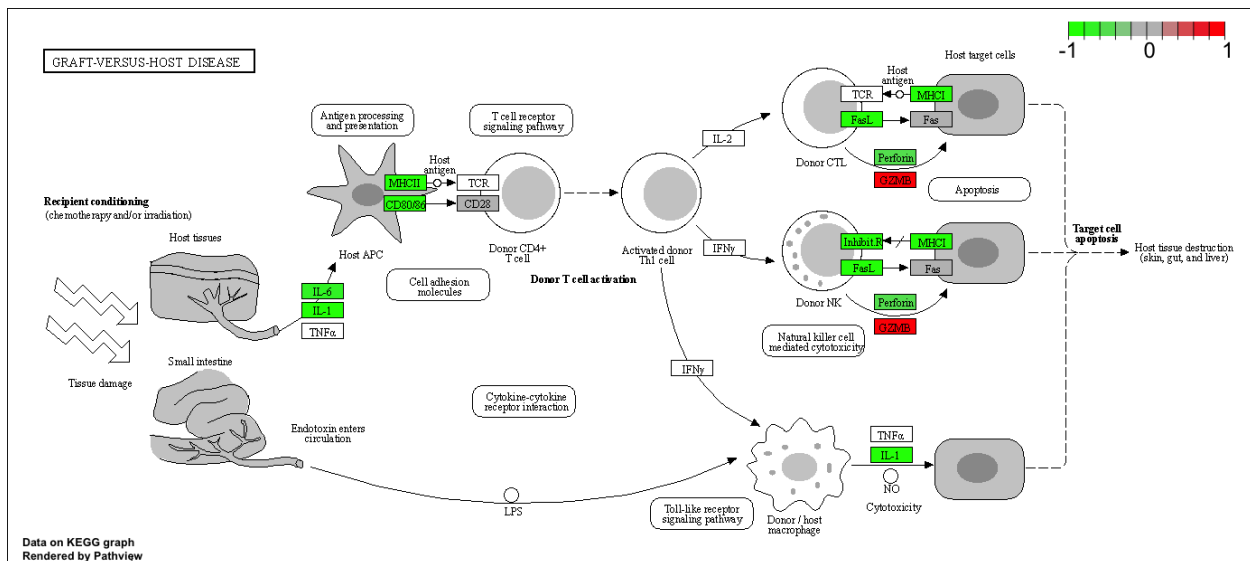 GRAFT-VERSUS-HOST DISEASE
-1
0
1
Host target cells
Host
antigen
TCR
MHCI
FasL
Fas
Donor CTL
Perforin
GZMB
Antigen processing
and presentation
T cell receptor
signaling pathway
IL-2
Host
antigen
MHCII
TCR
CD80/86
CD28
Apoptosis
Recipient conditioning
(chemotherapy and/or irradiation)
Host tissues
Host APC
Donor CD4+
T cell
Activated donor
Th1 cell
IFNγ
Inhibit.R
MHCI
FasL
Fas
Target cell
apoptosis
Host tissue destruction
(skin, gut, and liver)
Cell adhesion
molecules
Donor T cell activation
Donor NK
Perforin
GZMB
IL-6
IL-1
TNFα
Natural killer cell
mediated cytotoxicity
Small intestine
IFNγ
Tissue damage
Cytokine-cytokine
receptor interaction
Endotoxin enters
circulation
TNFα
IL-1
NO
Cytotoxicity
LPS
Toll-like receptor
signaling pathway
Donor / host
macrophage
Data on KEGG graph
Rendered by Pathview